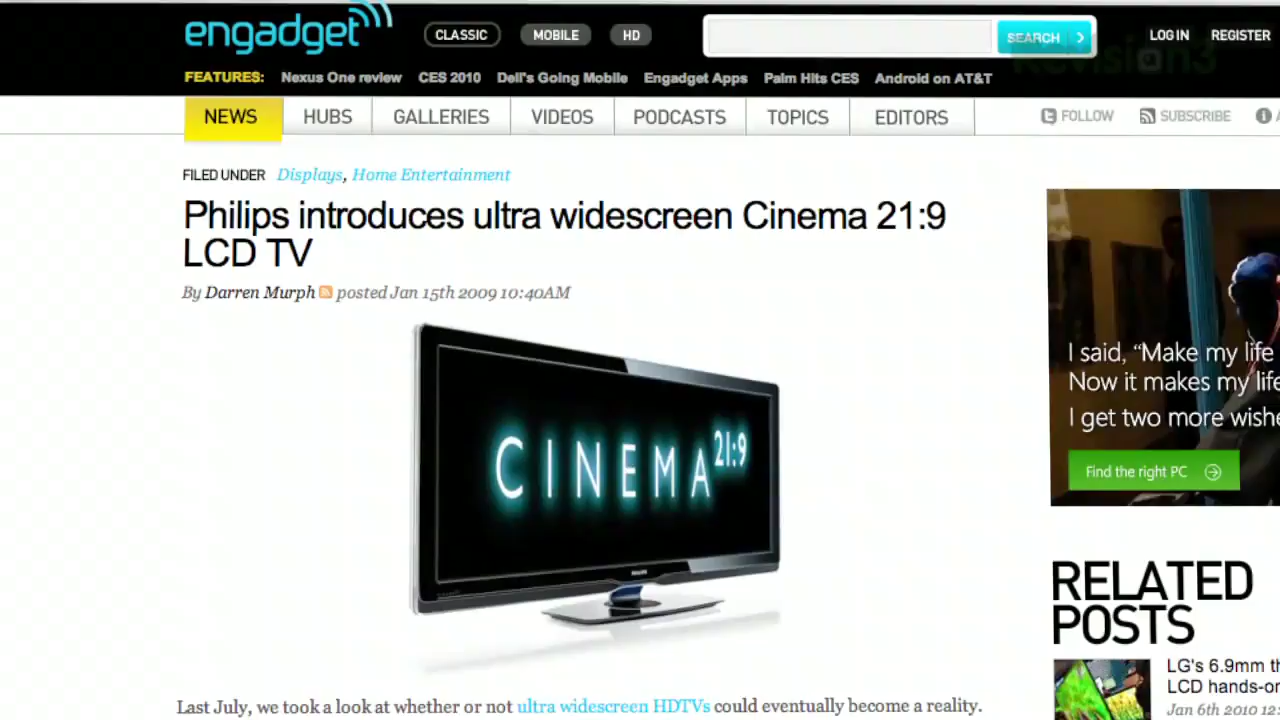 engadget
CLASSIC MOBILE HD
SEARCH
LOGIN REGISTER
Revision3
FEATURES: Nexus One review CES 2010 Dell's Going Mobile Engadget Apps Palm Hits CES Android on AT&T
NEWS HUBS GALLERIES VIDEOS PODCASTS TOPICS EDITORS FOLLOW SUBSCRIBE
FILED UNDER Displays, Home Entertainment
Philips introduces ultra widescreen Cinema 21:9
LCD TV
By Darren Murph posted Jan 15th 2009 10:40AM
CINEMA 21:9
PHILIPS
I said, “Make my life
Now it makes my life
I get two more wishe
Find the right PC
RELATED
POSTS
LG's 6.9mm th
LCD hands-on
Jan 6th 2010 12:
Last July, we took a look at whether or not ultra widescreen HDTVs could eventually become a reality.